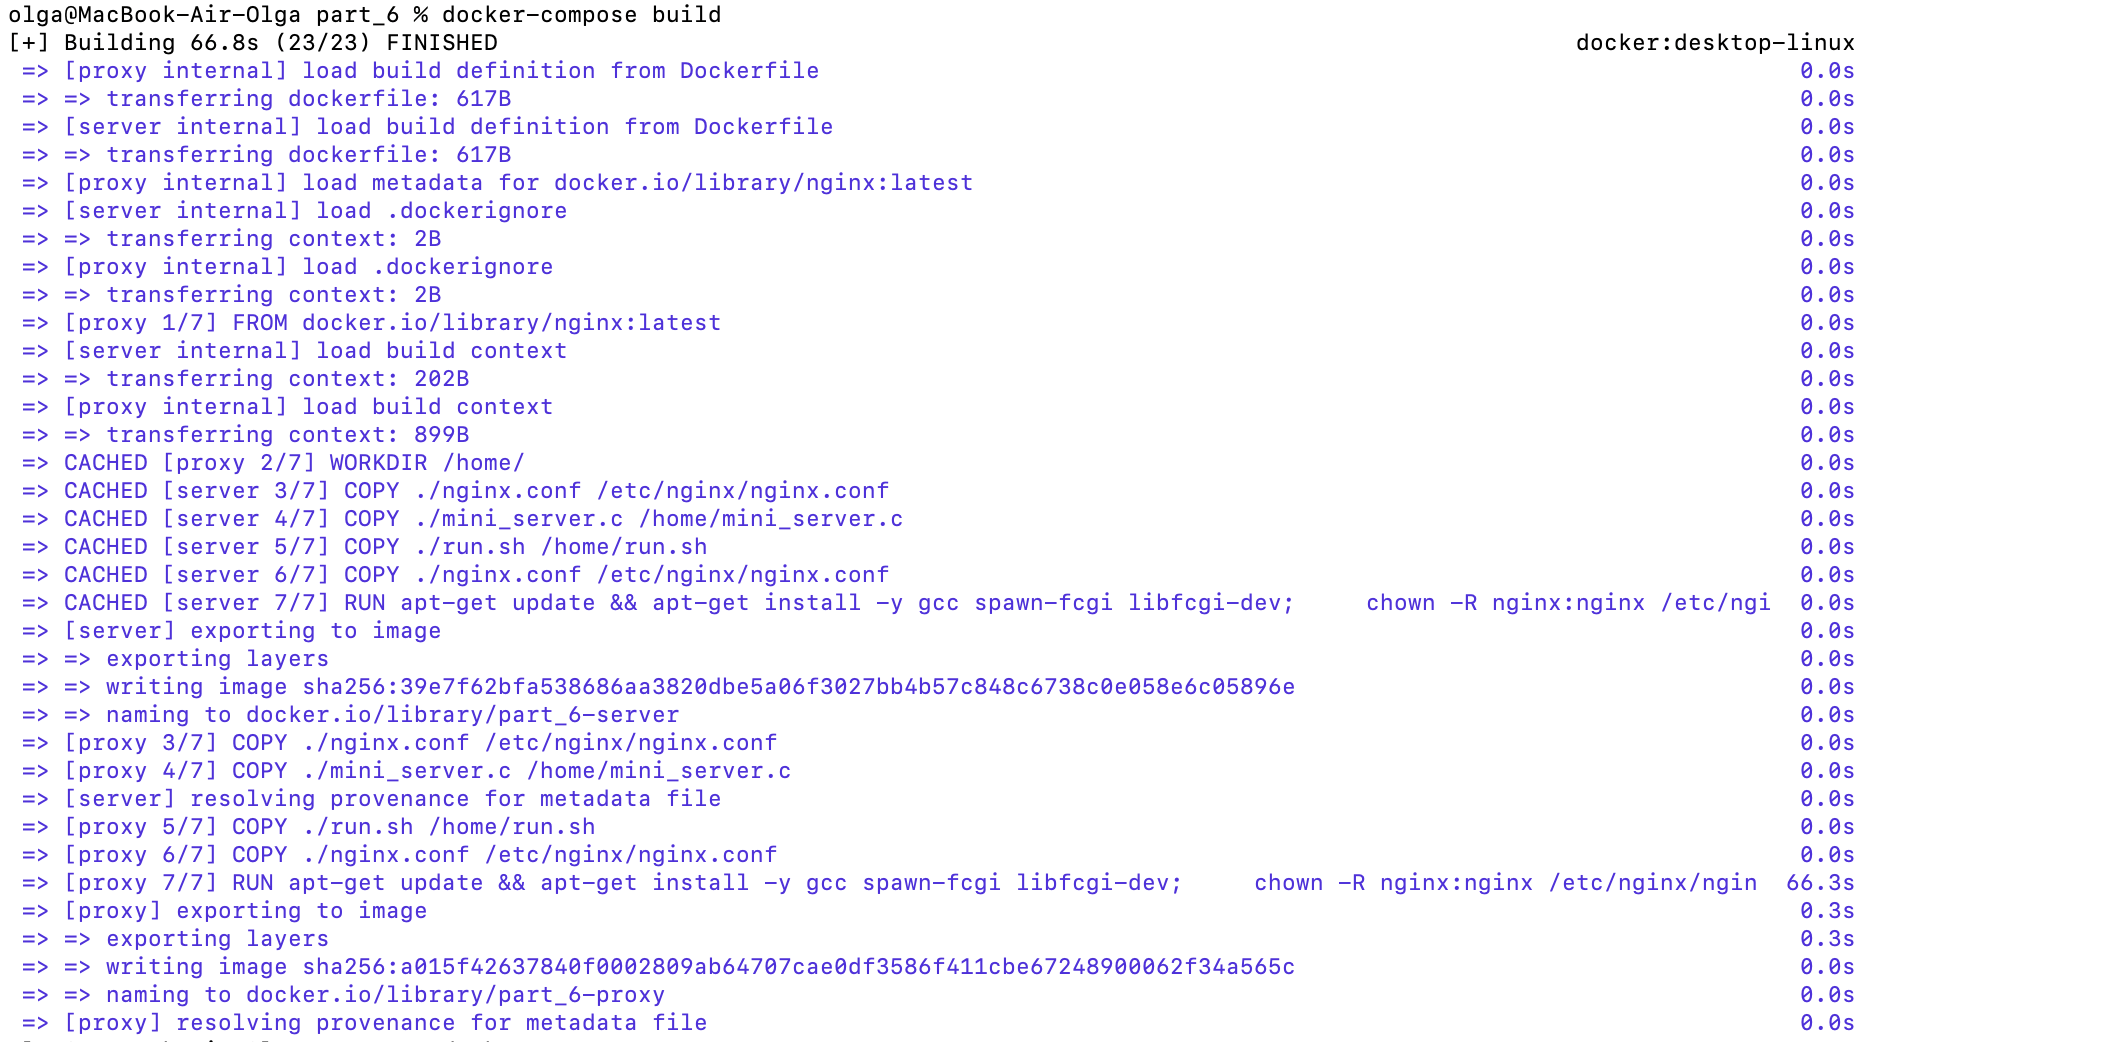 olga@MacBook-Air-Olga part_6 % docker-compose build
[+] Building 66.8s (23/23) FINISHED docker:desktop-linux
=> [proxy internal] load build definition from Dockerfile 0.0s
=> => transferring dockerfile: 617B 0.0s
=> [server internal] load build definition from Dockerfile 0.0s
=> => transferring dockerfile: 617B 0.0s
=> [proxy internal] load metadata for docker.io/library/nginx:latest 0.0s
=> [server internal] load .dockerignore 0.0s
=> => transferring context: 2B 0.0s
=> [proxy internal] load .dockerignore 0.0s
=> => transferring context: 2B 0.0s
=> [proxy 1/7] FROM docker.io/library/nginx:latest 0.0s
=> [server internal] load build context 0.0s
=> => transferring context: 202B 0.0s
=> [proxy internal] load build context 0.0s
=> => transferring context: 899B 0.0s
=> CACHED [proxy 2/7] WORKDIR /home/ 0.0s
=> CACHED [server 3/7] COPY ./nginx.conf /etc/nginx/nginx.conf 0.0s
=> CACHED [server 4/7] COPY ./mini_server.c /home/mini_server.c 0.0s
=> CACHED [server 5/7] COPY ./run.sh /home/run.sh 0.0s
=> CACHED [server 6/7] COPY ./nginx.conf /etc/nginx/nginx.conf 0.0s
=> CACHED [server 7/7] RUN apt-get update && apt-get install -y gcc spawn-fcgi libfcgi-dev;     chown -R nginx:nginx /etc/ngi 0.0s
=> [server] exporting to image 0.0s
=> => exporting layers 0.0s
=> => writing image sha256:39e7f62bfa538686aa3820dbe5a06f3027bb4b57c848c6738c0e058e6c05896e 0.0s
=> => naming to docker.io/library/part_6-server 0.0s
=> [proxy 3/7] COPY ./nginx.conf /etc/nginx/nginx.conf 0.0s
=> [proxy 4/7] COPY ./mini_server.c /home/mini_server.c 0.0s
=> [server] resolving provenance for metadata file 0.0s
=> [proxy 5/7] COPY ./run.sh /home/run.sh 0.0s
=> [proxy 6/7] COPY ./nginx.conf /etc/nginx/nginx.conf 0.0s
=> [proxy 7/7] RUN apt-get update && apt-get install -y gcc spawn-fcgi libfcgi-dev;     chown -R nginx:nginx /etc/nginx/ngin 66.3s
=> [proxy] exporting to image 0.3s
=> => exporting layers 0.3s
=> => writing image sha256:a015f42637840f0002809ab64707cae0df3586f411cbe67248900062f34a565c 0.0s
=> => naming to docker.io/library/part_6-proxy 0.0s
=> [proxy] resolving provenance for metadata file 0.0s